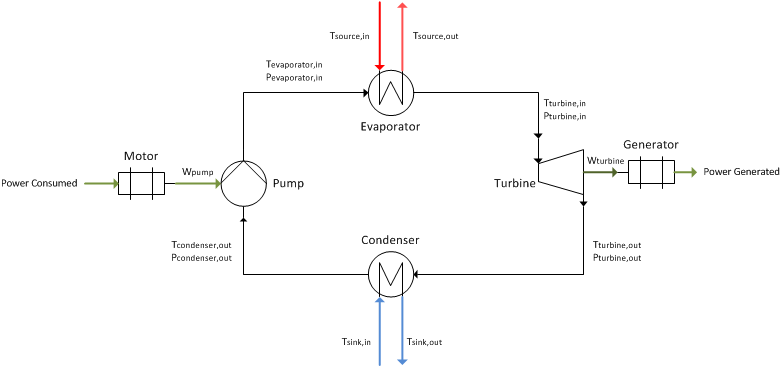 Tsource,in
Tsource,out
Tevaporator,in
Pevaporator,in
Evaporator
Tturbine,in
Pturbine,in
Motor
Generator
Power Consumed
Wpump
Pump
Turbine
Wturbine
Power Generated
Condenser
Tcondenser,out
Pcondenser,out
Tturbine,out
Pturbine,out
Tsink,in
Tsink,out